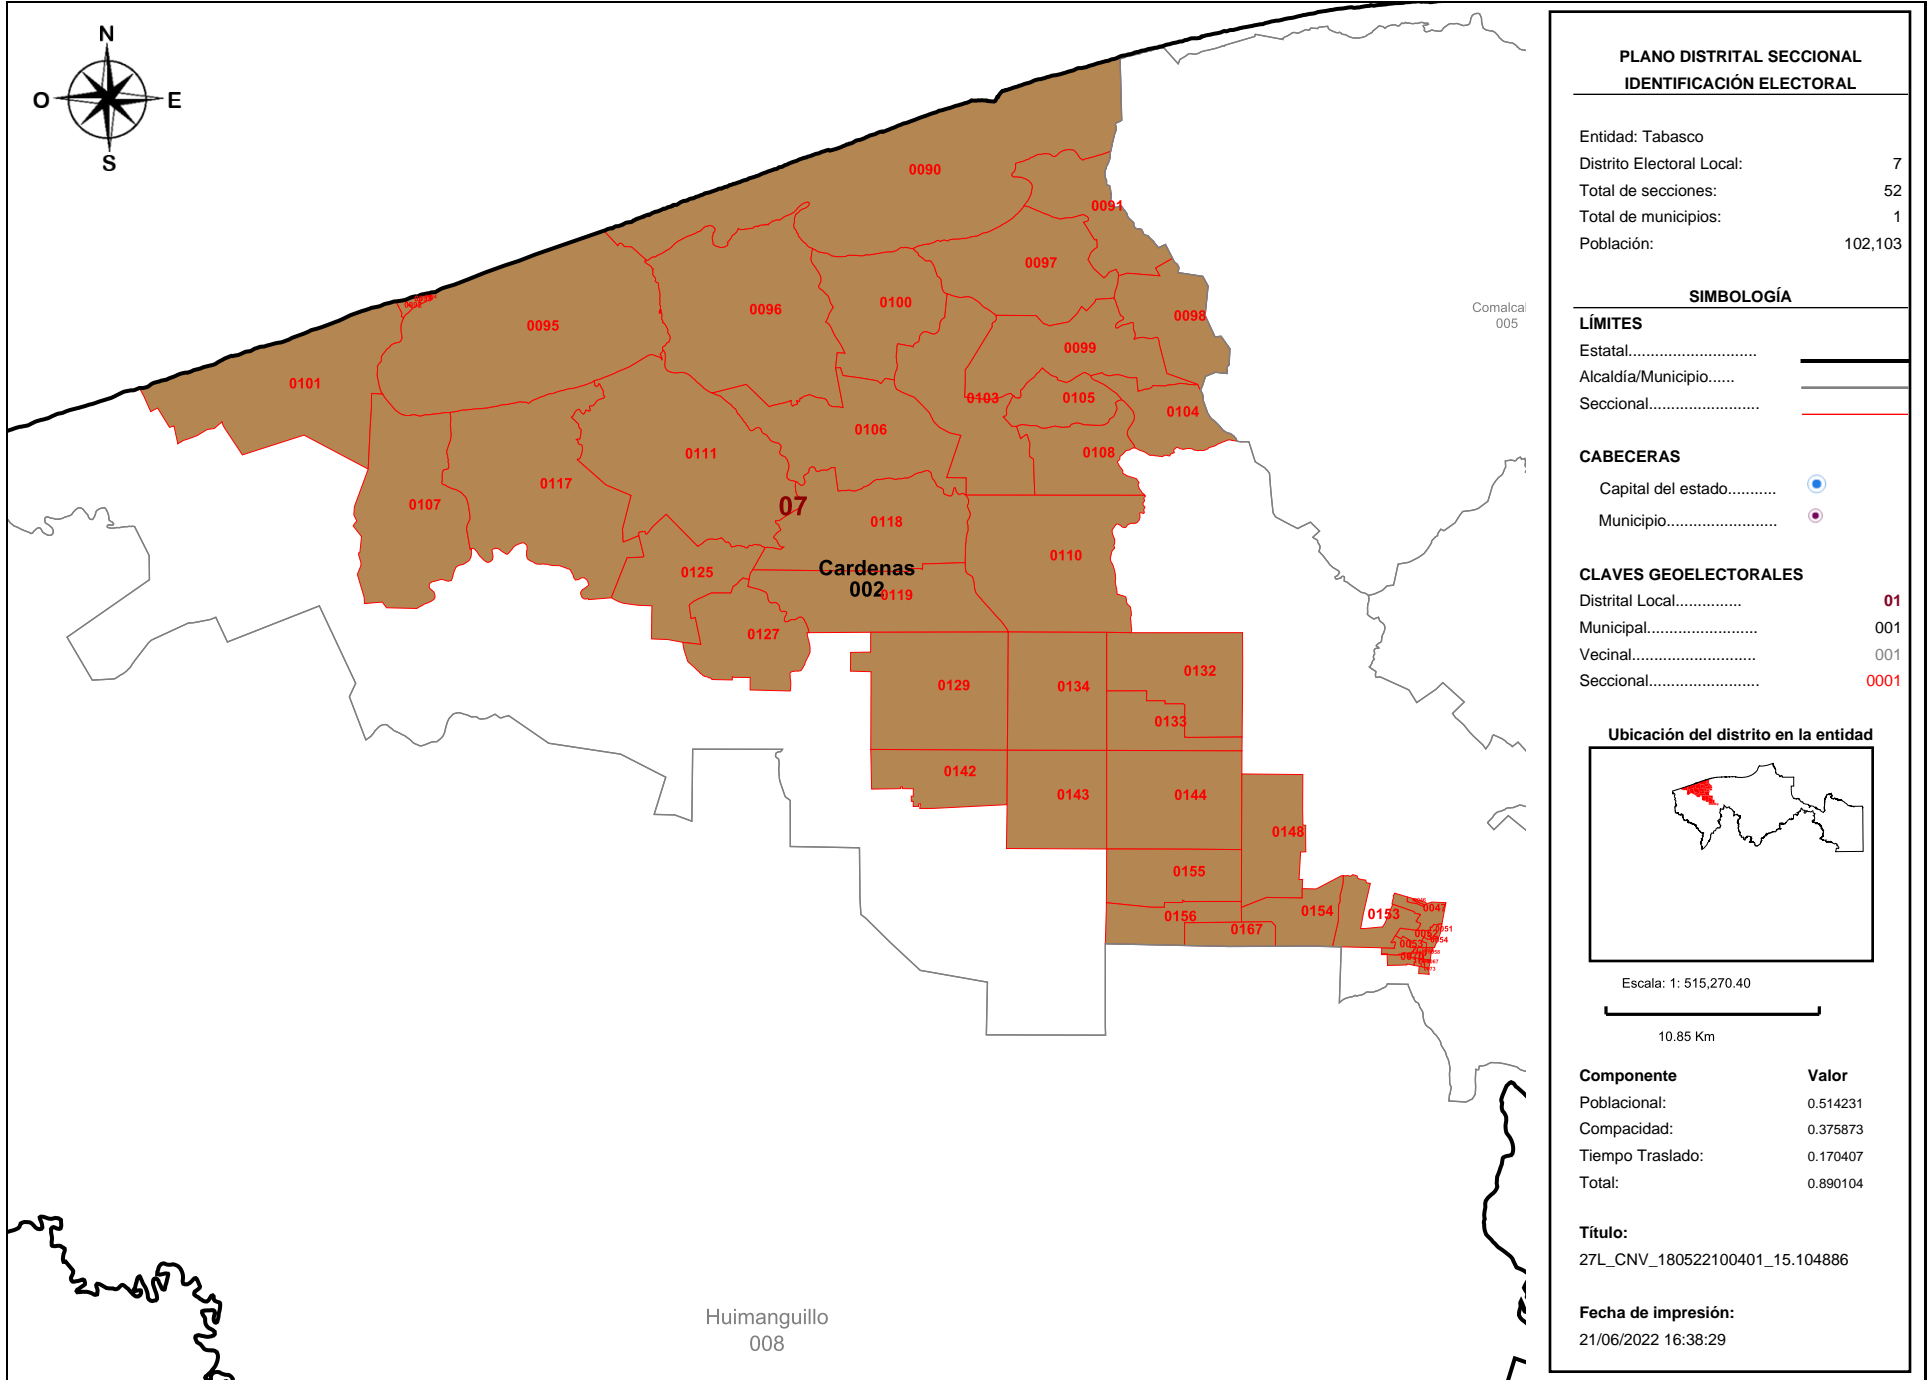 N
O
E
S
0090
0091
0097
0100
0096
0098
0095
0099
0101
0103
0105
0104
0106
0108
0111
0117
0107
07
0118
0110
0125
Cardenas
002
0119
0127
0132
0129
0134
0133
0142
0143
0144
0148
0155
0154
0156
0153
0167
0047
0051
0052
0054
0053
Comalcal
005
Huimanguillo
008
PLANO DISTRITAL SECCIONAL
IDENTIFICACIÓN ELECTORAL
Entidad: Tabasco
Distrito Electoral Local: 7
Total de secciones: 52
Total de municipios: 1
Población: 102,103
SIMBOLOGÍA
LÍMITES
Estatal............................
Alcaldía/Municipio......
Seccional........................
CABECERAS
Capital del estado...........
Municipio.........................
CLAVES GEOELECTORALES
Distrital Local............... 01
Municipal......................... 001
Vecinal............................ 001
Seccional........................ 0001
Ubicación del distrito en la entidad
Escala: 1: 515,270.40
10.85 Km
Componente Valor
Poblacional: 0.514231
Compacidad: 0.375873
Tiempo Traslado: 0.170407
Total: 0.890104
Título:
27L_CNV_180522100401_15.104886
Fecha de impresión:
21/06/2022 16:38:29